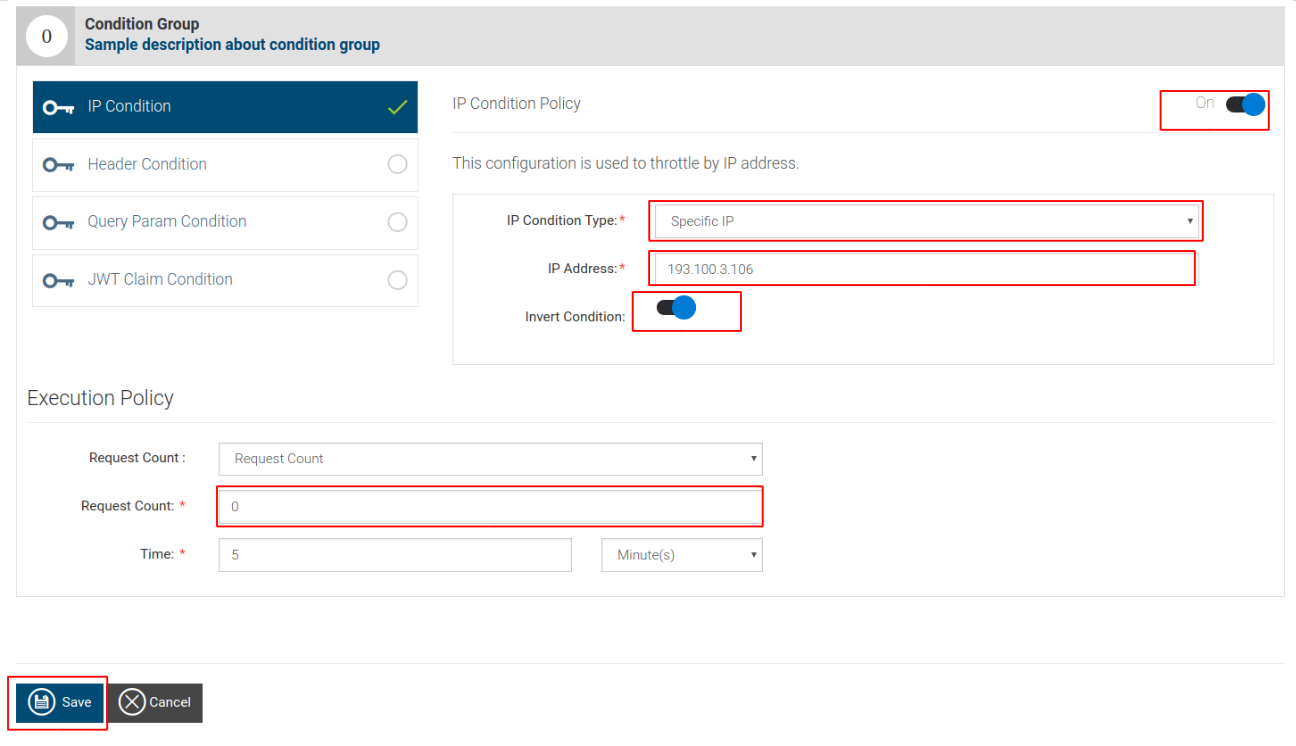 0
Condition Group
Sample description about condition group
IP Condition
Header Condition
Query Param Condition
JWT Claim Condition
IP Condition Policy
On
This configuration is used to throttle by IP address.
IP Condition Type:* Specific IP
IP Address:* 193.100.3.106
Invert Condition:
Execution Policy
Request Count : Request Count
Request Count: * 0
Time: * 5 Minute(s)
Save Cancel